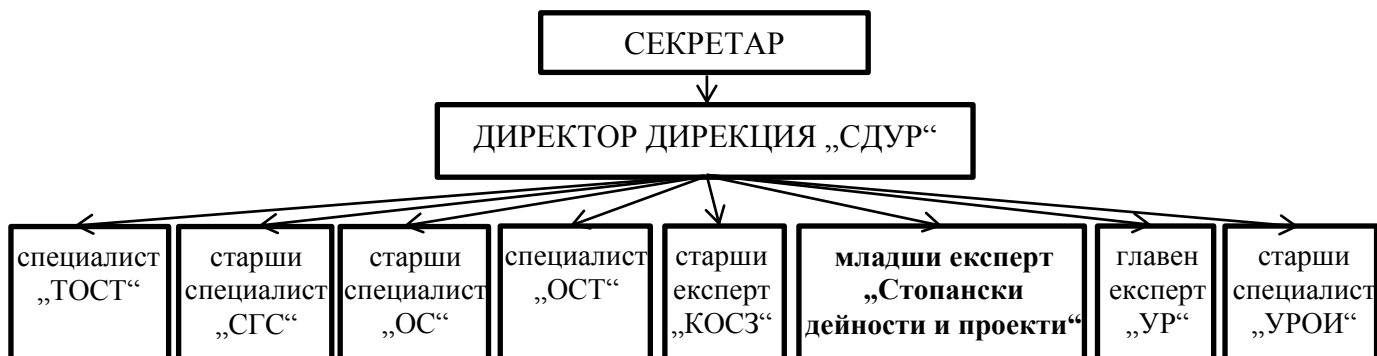 СЕКРЕТАР
ДИРЕКТОР ДИРЕКЦИЯ „СДУР“
специалист
„ТОСТ“
старши
специалист
„СГС“
старши
специалист
„ОС“
специалист
„ОСТ“
старши
експерт
„КОСЗ“
младши експерт
„Стопански
дейности и проекти“
главен
експерт
„УР“
старши
специалист
„УРОИ“